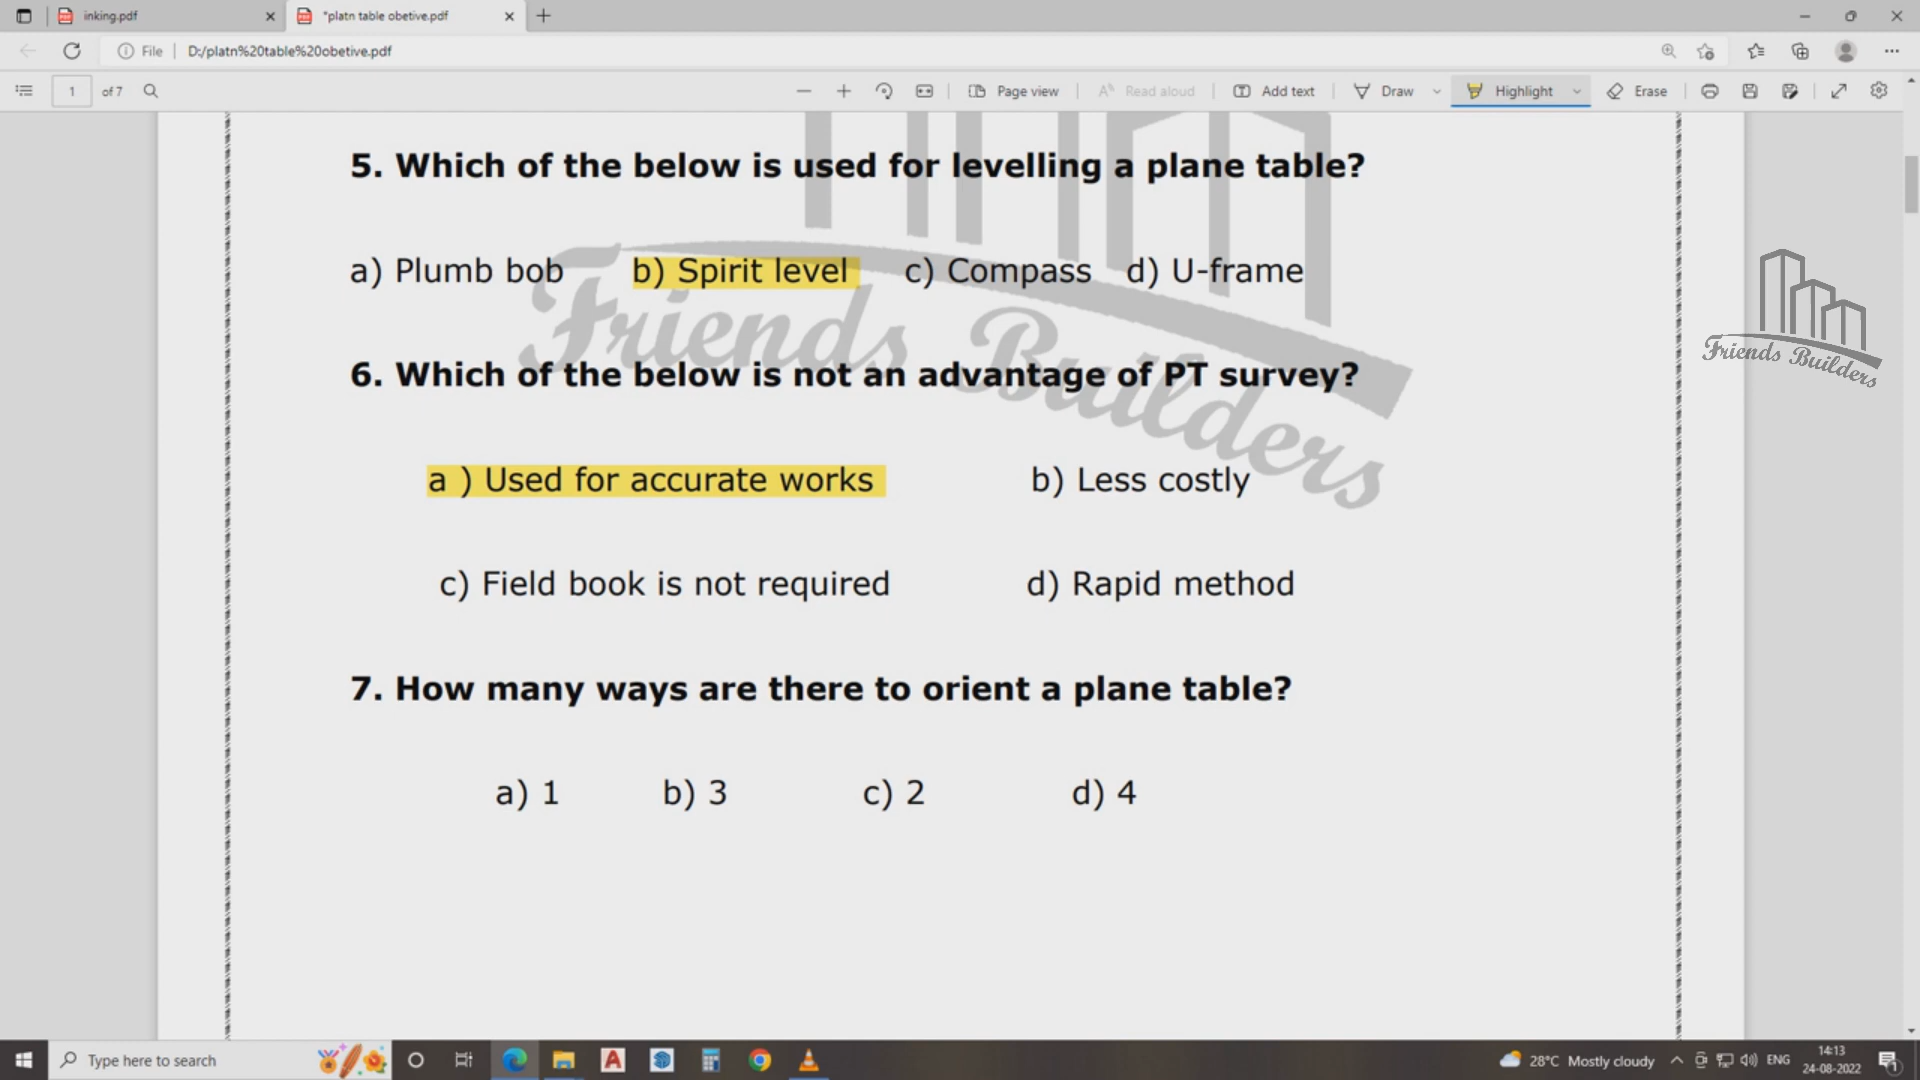 inking.pdf
*platn table obetive.pdf
File
D:/platn%20table%20obetive.pdf
1 of 7
Page view
Read aloud
Add text
Draw
Highlight
Erase
5. Which of the below is used for levelling a plane table?
a) Plumb bob b) Spirit level c) Compass d) U-frame
Friends Builders
Friends Builders
6. Which of the below is not an advantage of PT survey?
a ) Used for accurate works b) Less costly
c) Field book is not required d) Rapid method
7. How many ways are there to orient a plane table?
a) 1 b) 3 c) 2 d) 4
Type here to search
28°C Mostly cloudy
ENG
14:13
24-08-2022
1